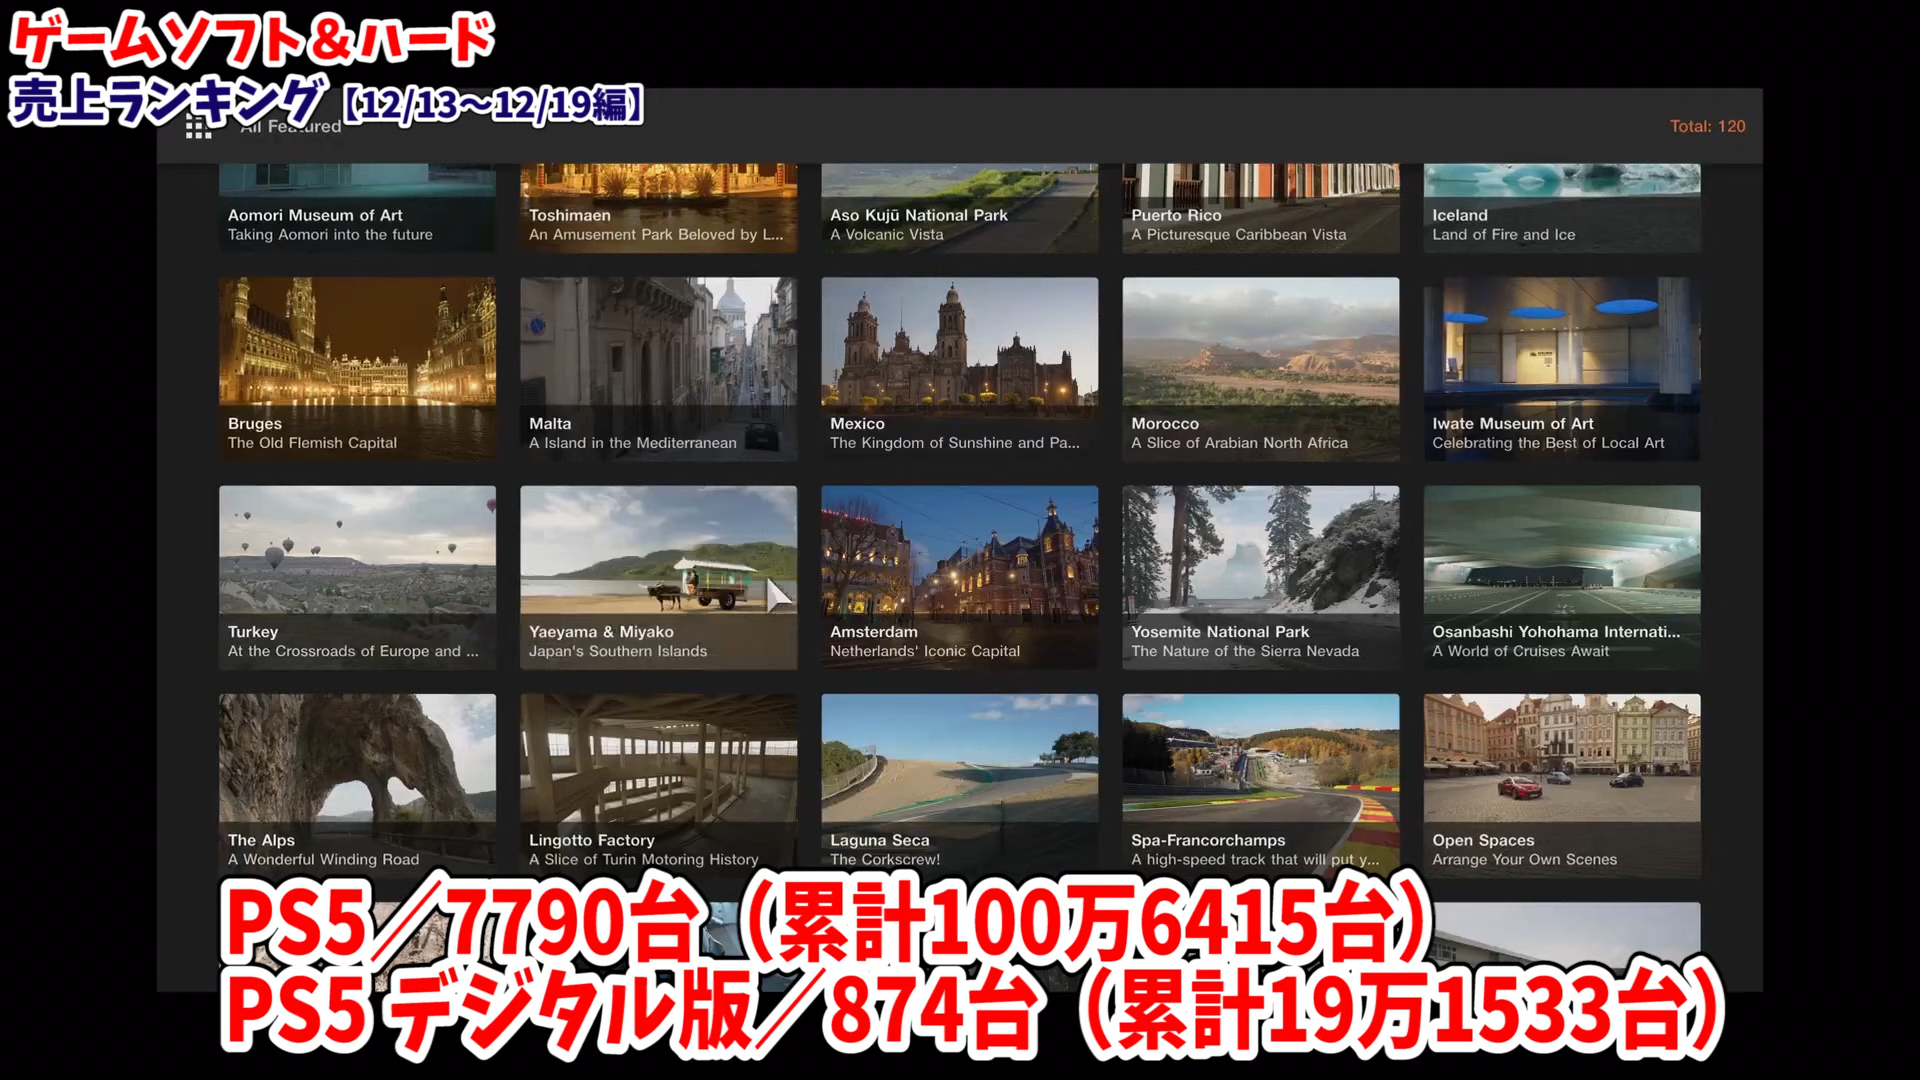 ゲームソフト＆ハード
売上ランキング【12/13～12/19編】
All Featured
Total: 120
Aomori Museum of Art
Taking Aomori into the future
Toshimaen
An Amusement Park Beloved by L...
Aso Kujū National Park
A Volcanic Vista
Puerto Rico
A Picturesque Caribbean Vista
Iceland
Land of Fire and Ice
Bruges
The Old Flemish Capital
Malta
A Island in the Mediterranean
Mexico
The Kingdom of Sunshine and Pa...
Morocco
A Slice of Arabian North Africa
Iwate Museum of Art
Celebrating the Best of Local Art
Turkey
At the Crossroads of Europe and ...
Yaeyama & Miyako
Japan's Southern Islands
Amsterdam
Netherlands' Iconic Capital
Yosemite National Park
The Nature of the Sierra Nevada
Osanbashi Yohohama Internati...
A World of Cruises Await
The Alps
A Wonderful Winding Road
Lingotto Factory
A Slice of Turin Motoring History
Laguna Seca
The Corkscrew!
Spa-Francorchamps
A high-speed track that will put y...
Open Spaces
Arrange Your Own Scenes
PS5／7790台（累計100万6415台）
PS5 デジタル版／874台（累計19万1533台）